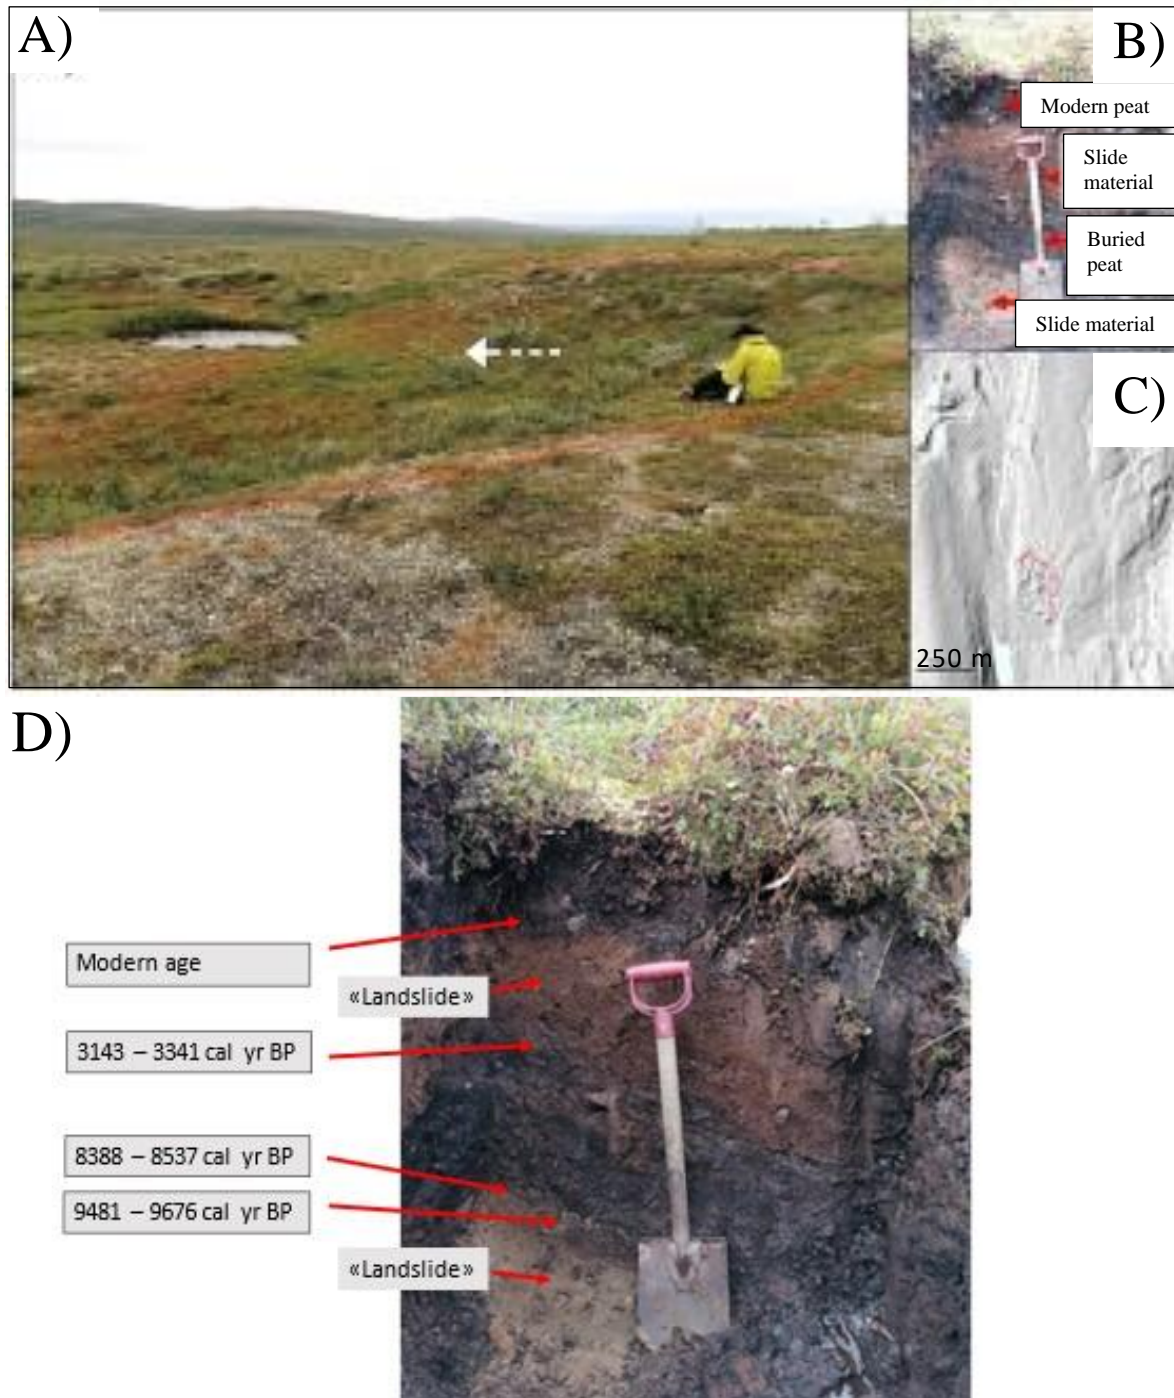 A)
B)
Modern peat
Slide
material
Buried
peat
Slide material
C)
250 m
D)
Modern age
«Landslide»
3143 – 3341 cal yr BP
8388 – 8537 cal yr BP
9481 – 9676 cal yr BP
«Landslide»